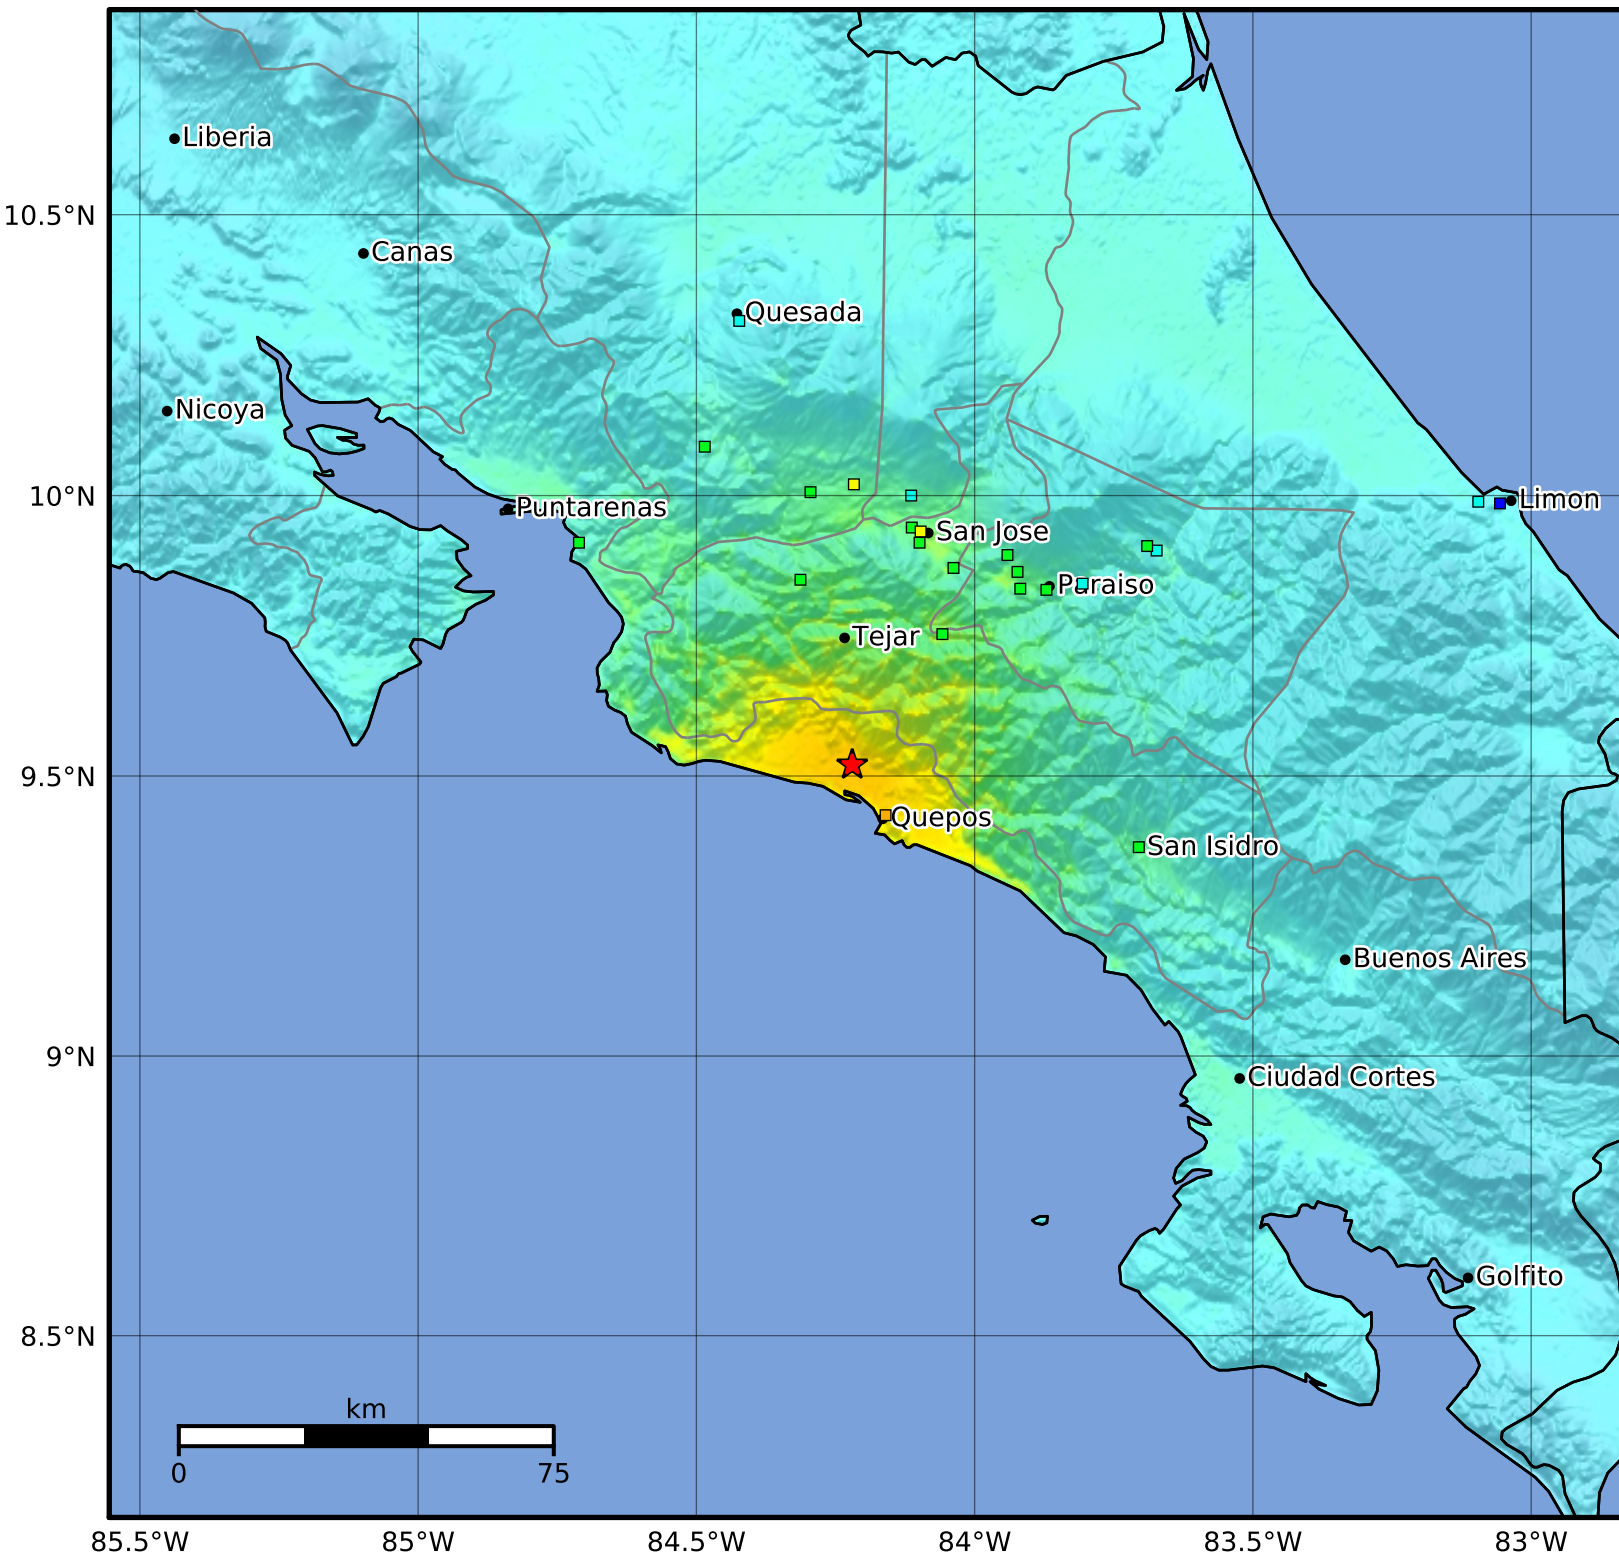 Liberia
10.5°N
Canas
Quesada
Nicoya
10°N
Puntarenas
San Jose
Limon
Paraiso
Tejar
9.5°N
Quepos
San Isidro
Buenos Aires
9°N
Ciudad Cortes
Golfito
8.5°N
km
0 75
85.5°W 85°W 84.5°W 84°W 83.5°W 83°W